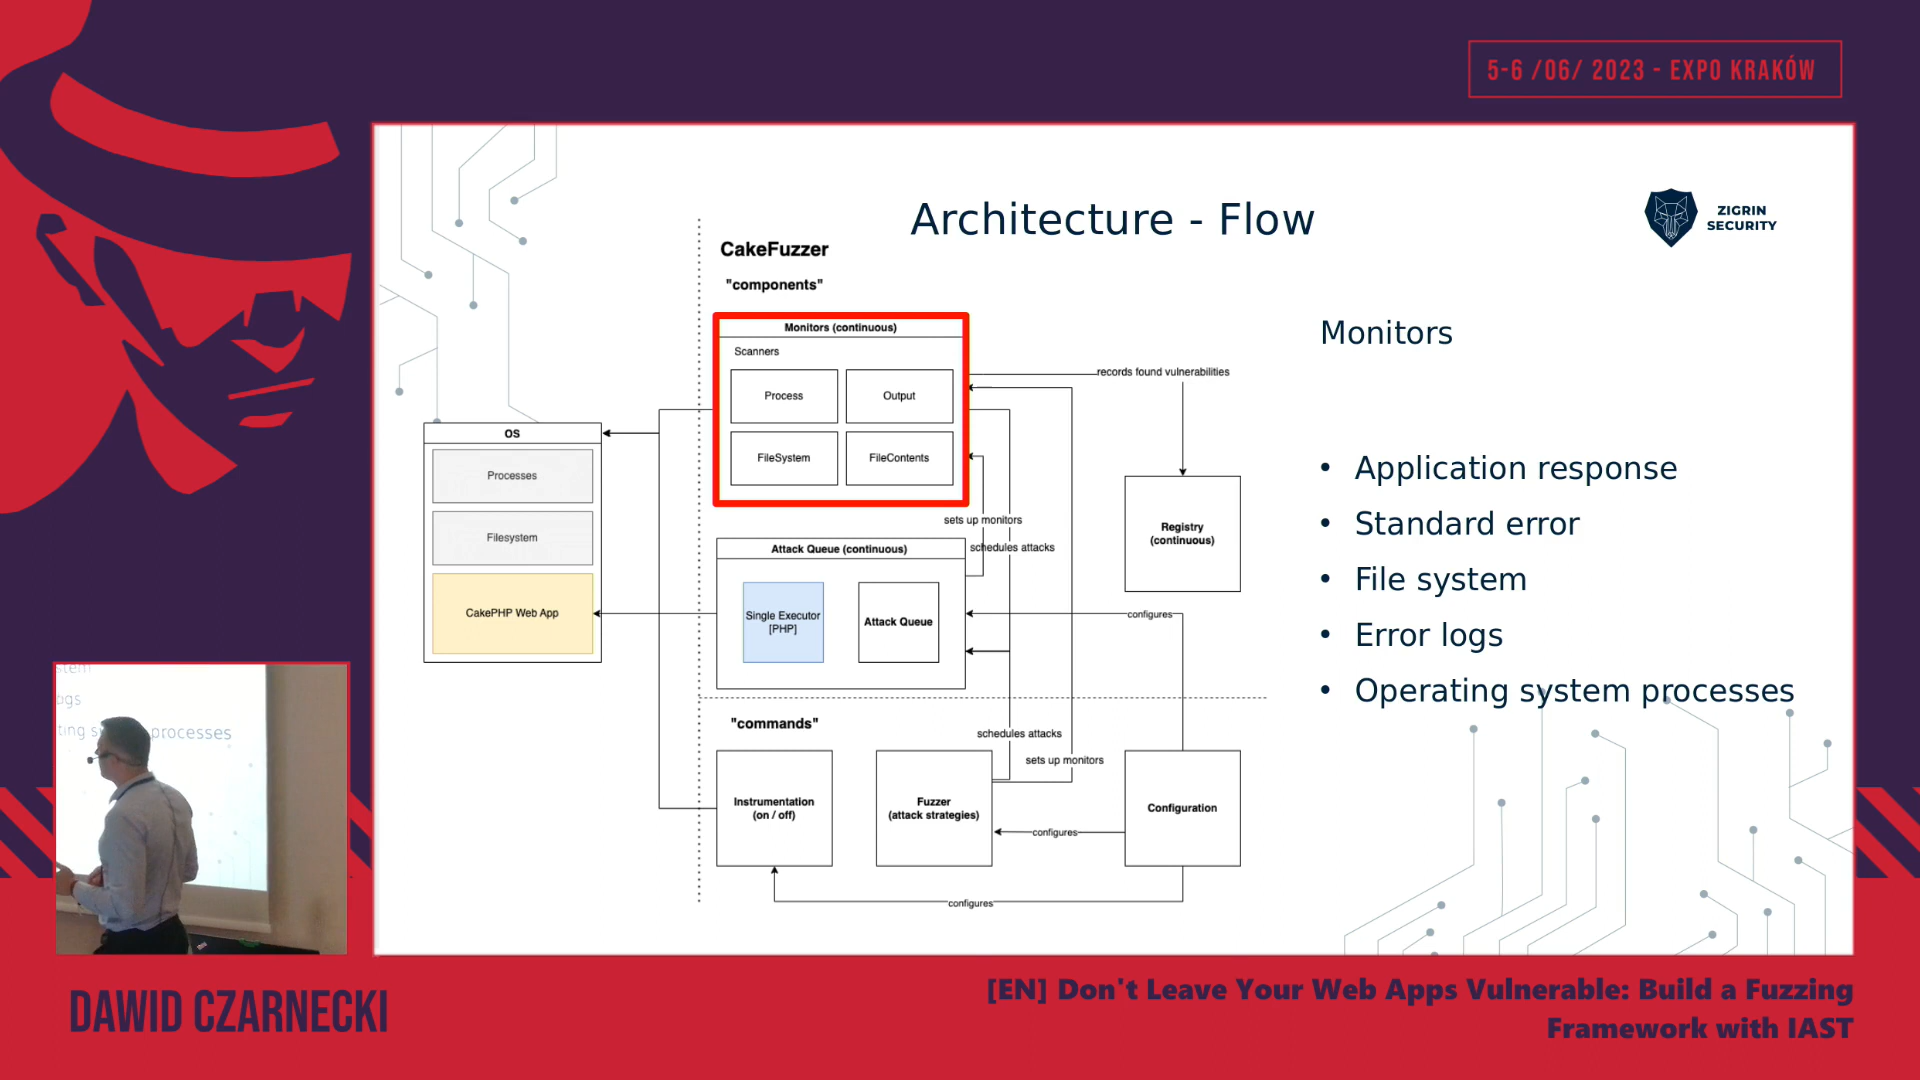 5-6 /06/ 2023 - EXPO KRAKÓW
Architecture - Flow
ZIGRIN
SECURITY
CakeFuzzer
"components"
Monitors (continuous)
Scanners
Process
Output
FileSystem
FileContents
records found vulnerabilities
OS
Processes
Filesystem
CakePHP Web App
sets up monitors
schedules attacks
Attack Queue (continuous)
Single Executor
[PHP]
Attack Queue
Registry
(continuous)
configures
"commands"
schedules attacks
sets up monitors
Instrumentation
(on / off)
Fuzzer
(attack strategies)
configures
Configuration
configures
Monitors
• Application response
• Standard error
• File system
• Error logs
• Operating system processes
stem
ogs
ting s processes
DAWID CZARNECKI
[EN] Don't Leave Your Web Apps Vulnerable: Build a Fuzzing
Framework with IAST